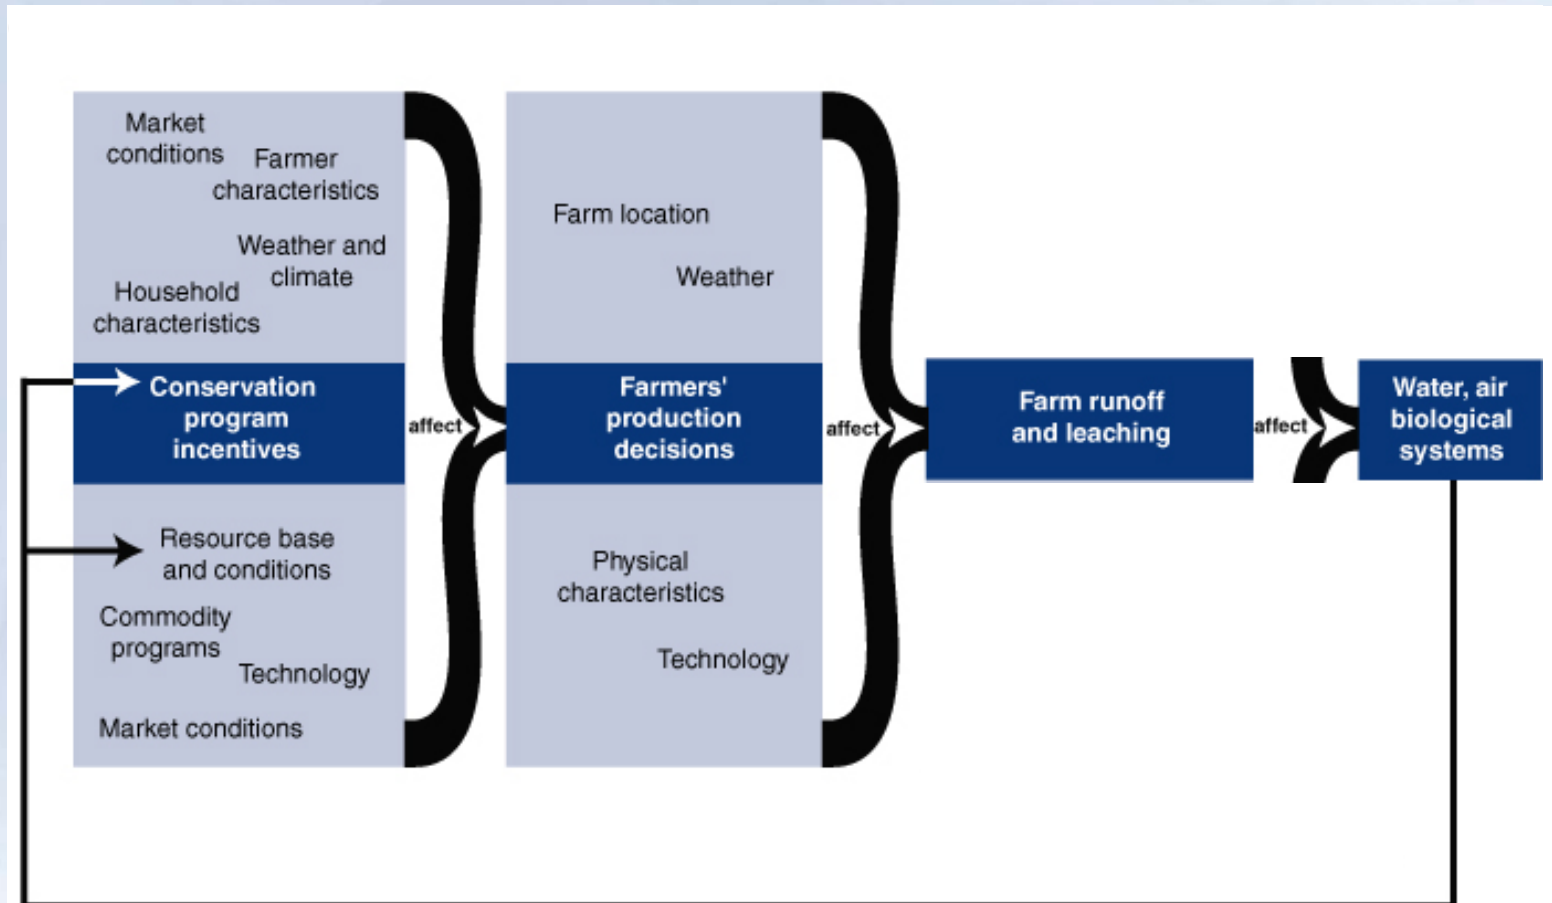 Market
conditions
Farmer
characteristics
Weather and
climate
Household
characteristics
Conservation
program
incentives
Resource base
and conditions
Commodity
programs
Technology
Market conditions
affect
Farm location
Weather
Farmers'
production
decisions
Physical
characteristics
Technology
affect
Farm runoff
and leaching
affect
Water, air
biological
systems